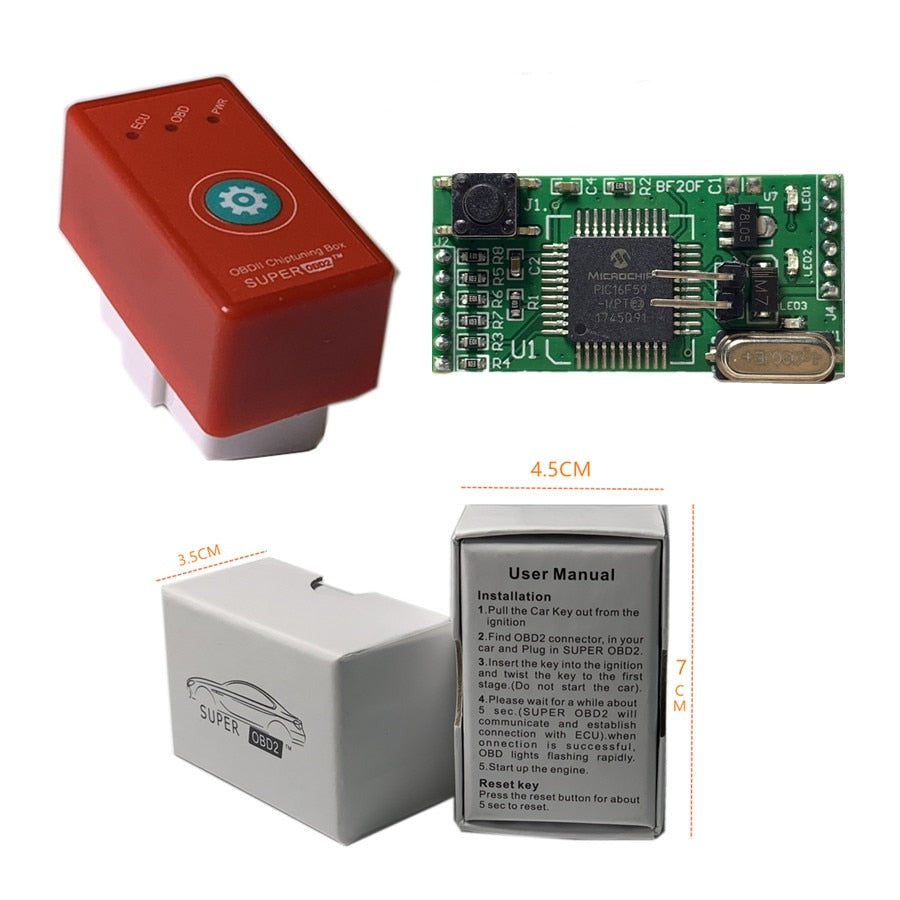 ECU OBD PWR
OBDII Chiptuning Box
SUPER OBD2™
J1.
C4
R2
BF20F
C1
LED1
J2
R8
R5
R6
R7
R3
R4
C2
R1
U1
MICROCHIP
PIC16F59
-I/PT
1745Q91
78L05
M7
LED2
LED3
J4
4.5CM
3.5CM
7
CM
SUPER OBD2™
User Manual
Installation
1.Pull the Car Key out from the
ignition
2.Find OBD2 connector, in your
car and Plug in SUPER OBD2.
3.Insert the key into the ignition
and twist the key to the first
stage.(Do not start the car).
4.Please wait for a while about
5 sec.(SUPER OBD2 will
communicate and establish
connection with ECU).when
onnection is successful,
OBD lights flashing rapidly.
5.Start up the engine.
Reset key
Press the reset button for about
5 sec to reset.